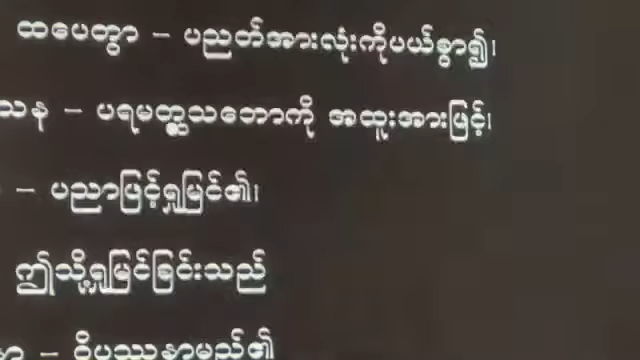 ထပေတွာ – ပညတ်အားလုံးကိုပယ်စွာ၍၊
သန – ပရမတ္ထသဘောကို အထူးအားဖြင့်၊
– ပညာဖြင့်ရှုမြင်၏၊
ဤသို့ရှုမြင်ခြင်းသည်
– ဝိပဿနာမည်၏